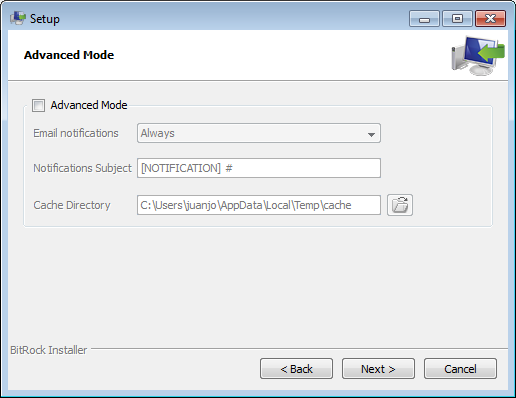 Setup
Advanced Mode
Advanced Mode
Email notifications Always
Notifications Subject [NOTIFICATION] #
Cache Directory C:\Users\juanjo\AppData\Local\Temp\cache
BitRock Installer
< Back Next > Cancel